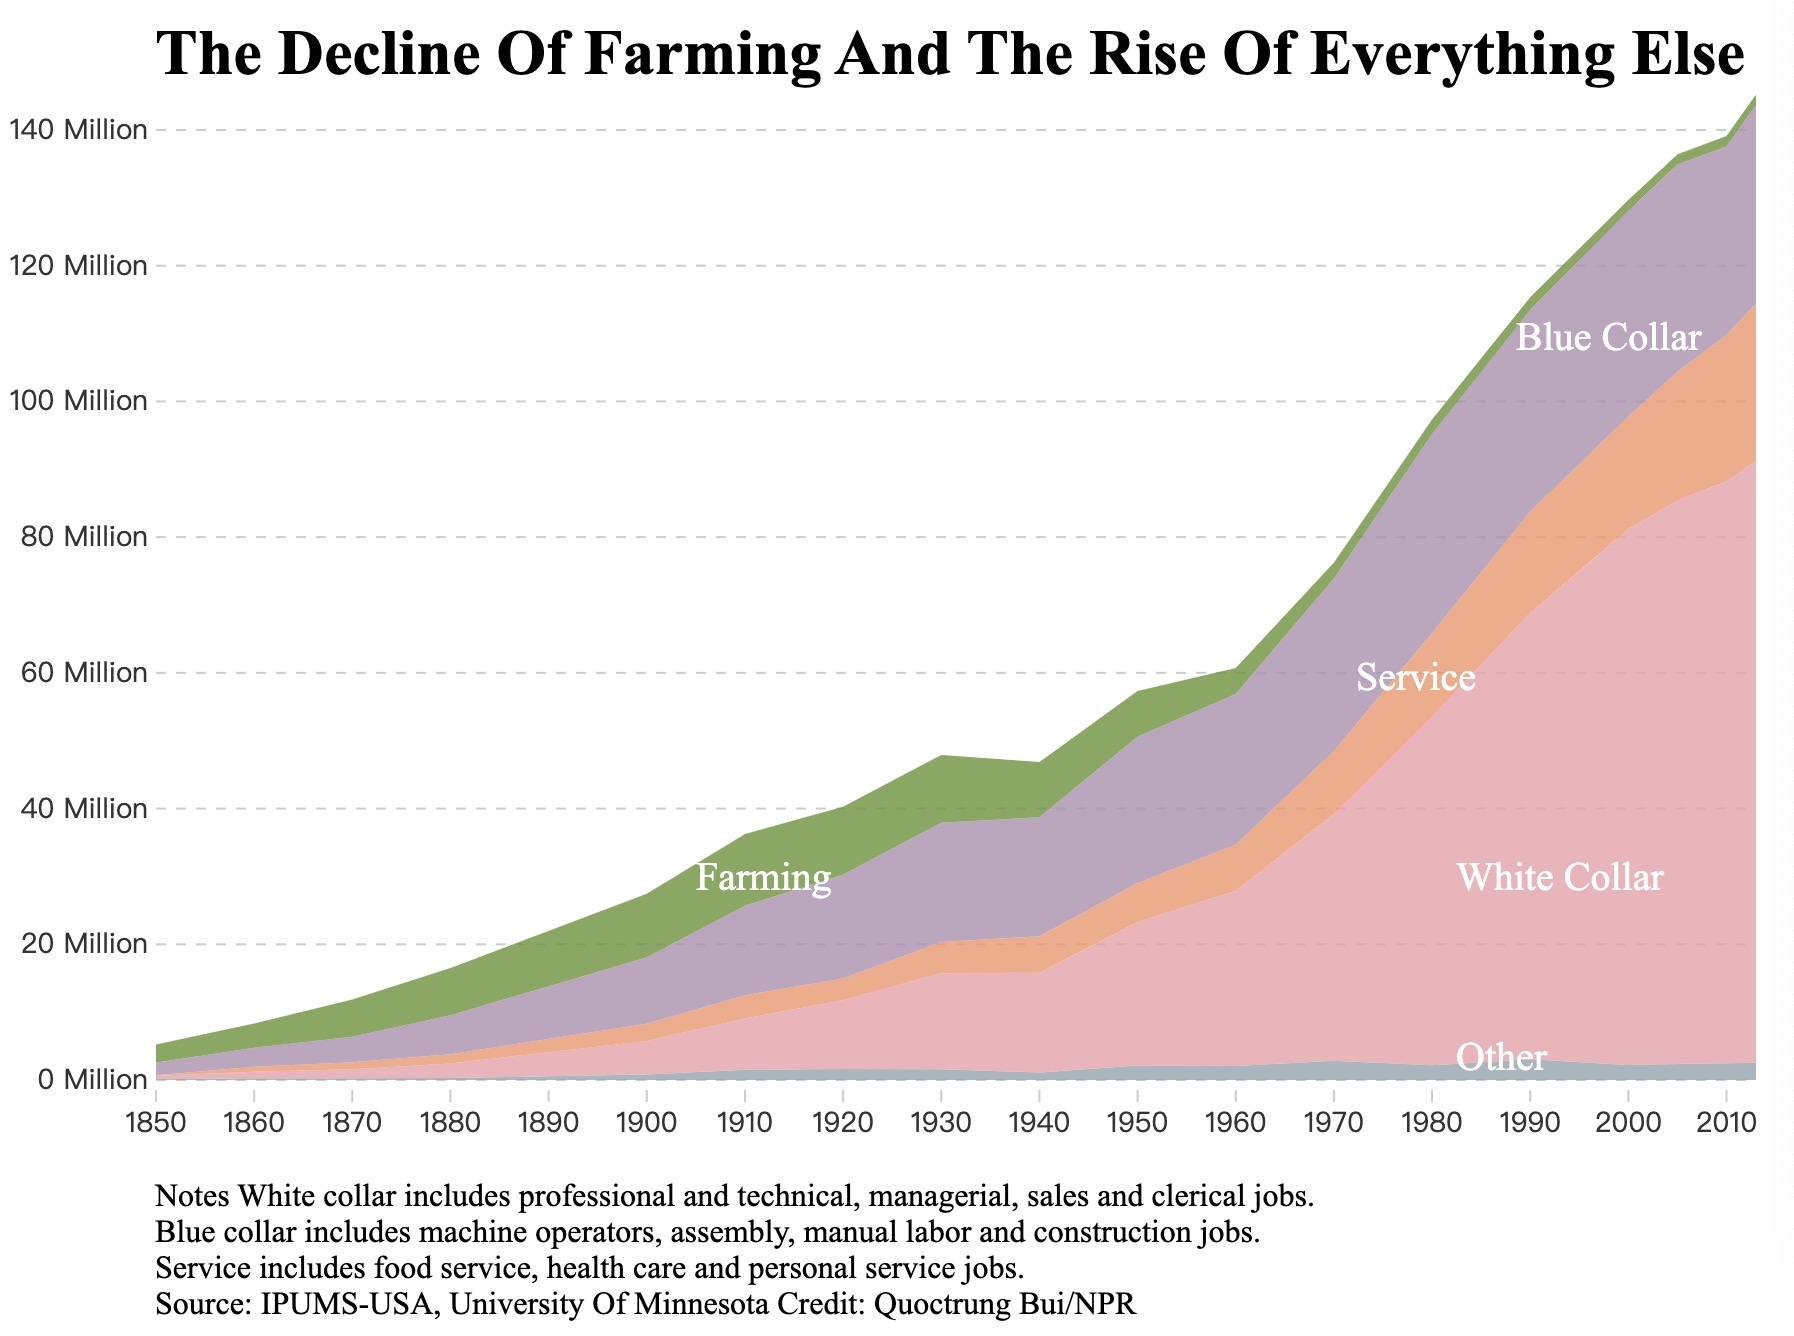 The Decline Of Farming And The Rise Of Everything Else
140 Million
120 Million
100 Million
80 Million
60 Million
40 Million
20 Million
0 Million
Blue Collar
Service
Farming
White Collar
Other
1850 1860 1870 1880 1890 1900 1910 1920 1930 1940 1950 1960 1970 1980 1990 2000 2010
Notes White collar includes professional and technical, managerial, sales and clerical jobs.
Blue collar includes machine operators, assembly, manual labor and construction jobs.
Service includes food service, health care and personal service jobs.
Source: IPUMS-USA, University Of Minnesota Credit: Quoctrung Bui/NPR